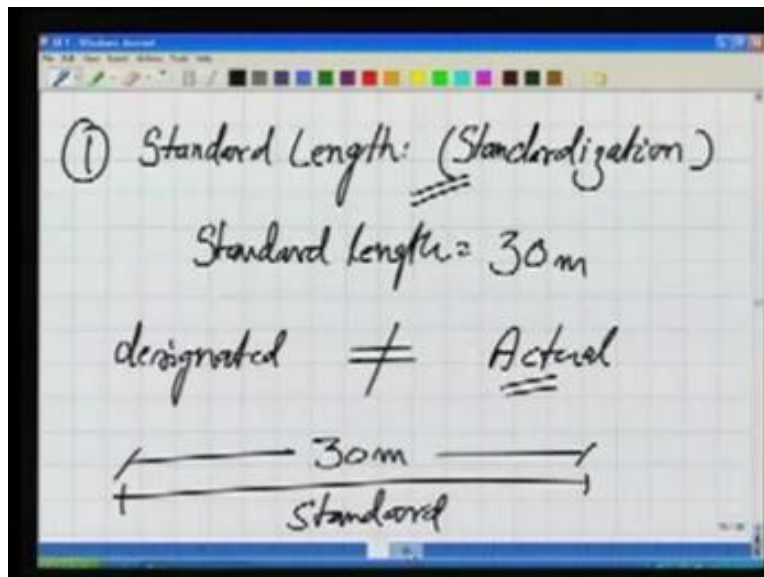 ① Standard Length: (Standardization)
Standard Length = 30m
designated ≠ Actual
30m
Standard